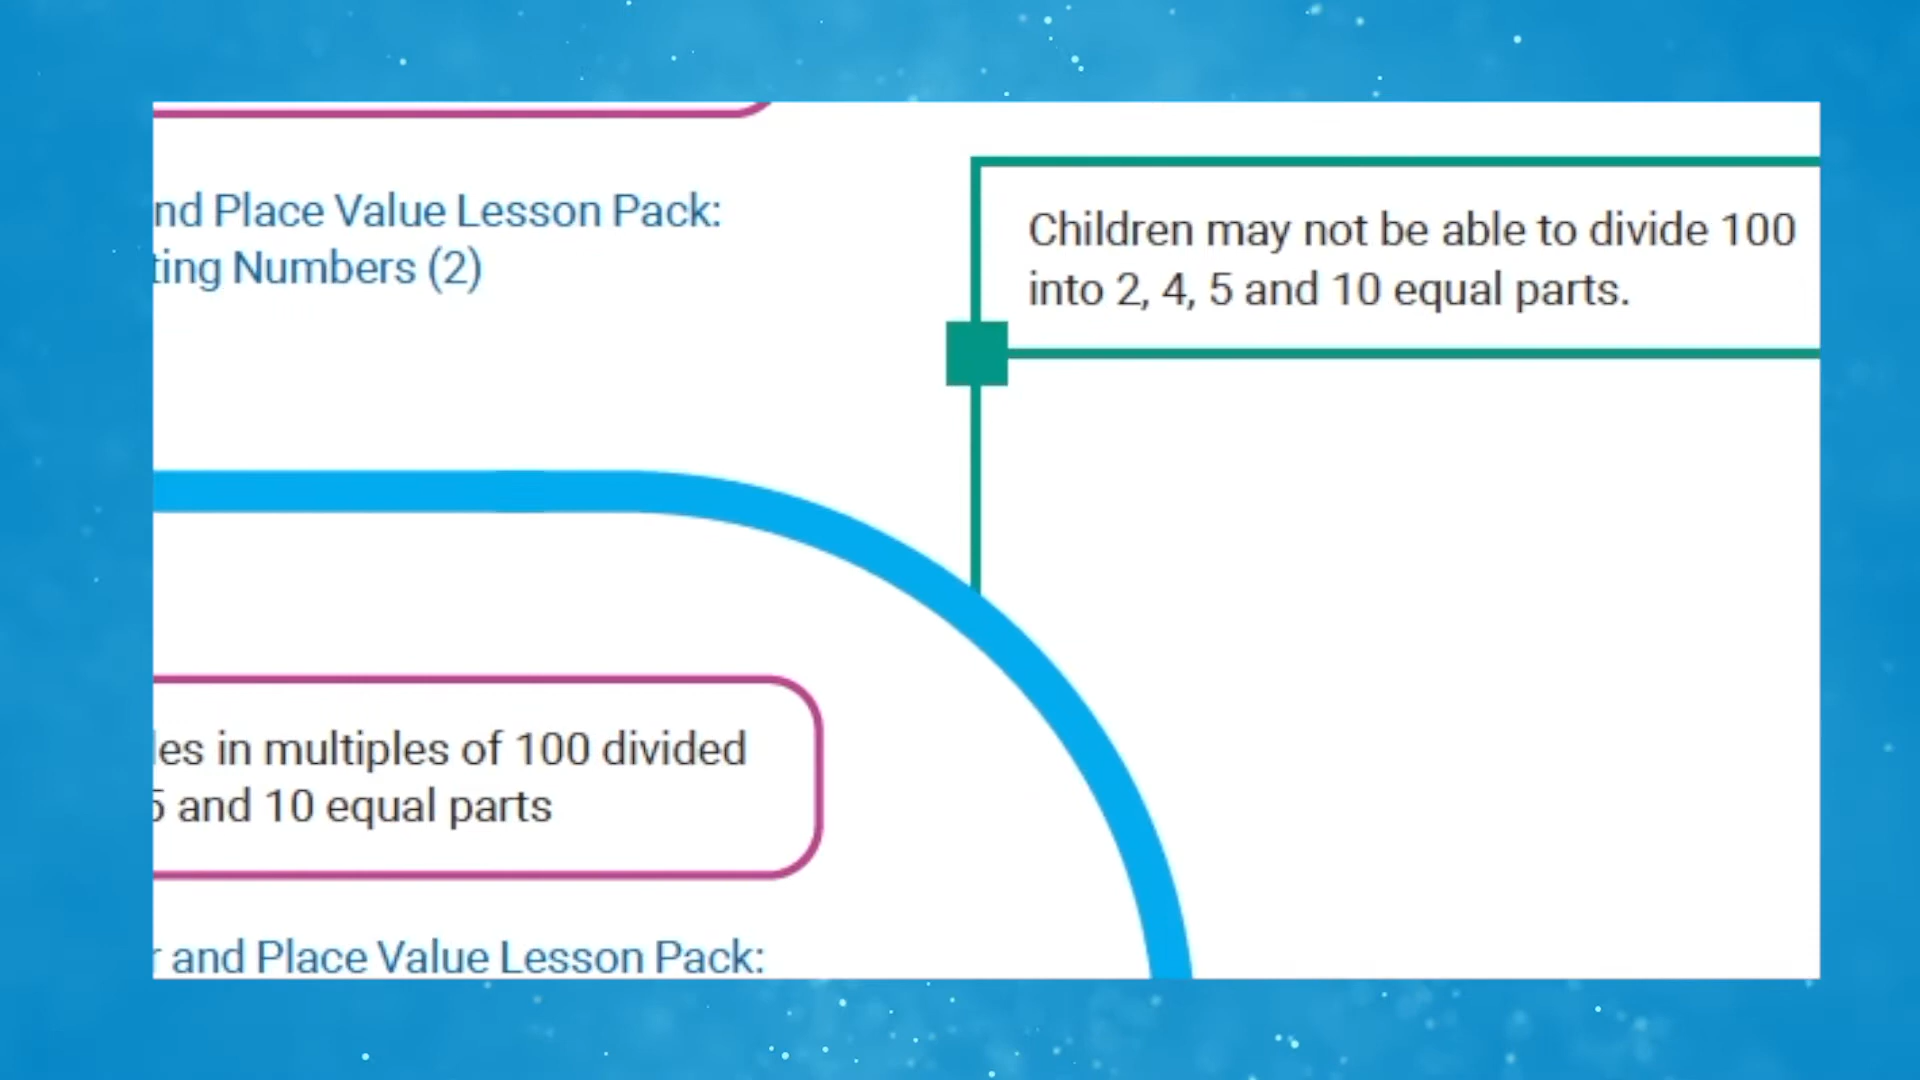 nd Place Value Lesson Pack:
ting Numbers (2)
Children may not be able to divide 100
into 2, 4, 5 and 10 equal parts.
les in multiples of 100 divided
5 and 10 equal parts
r and Place Value Lesson Pack: